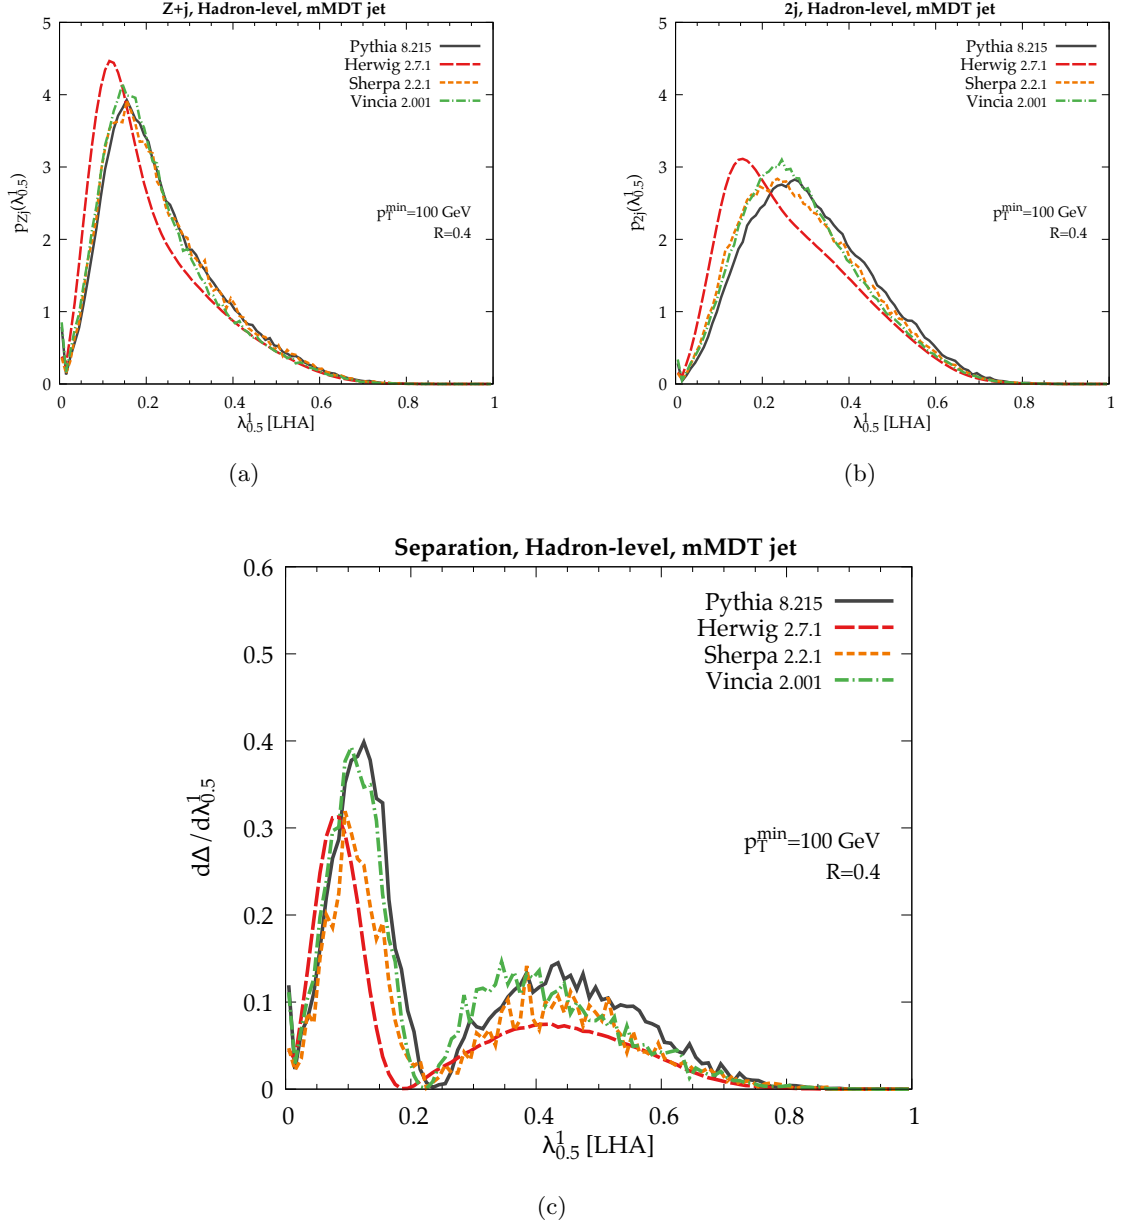 Z+j, Hadron-level, mMDT jet
5
4
3
2
1
0
p_Zj(λ^1_0.5)
Pythia 8.215
Herwig 2.7.1
Sherpa 2.2.1
Vincia 2.001
p_T^min=100 GeV
R=0.4
0 0.2 0.4 0.6 0.8 1
λ^1_0.5 [LHA]
(a)
2j, Hadron-level, mMDT jet
5
4
3
2
1
0
p_2j(λ^1_0.5)
Pythia 8.215
Herwig 2.7.1
Sherpa 2.2.1
Vincia 2.001
p_T^min=100 GeV
R=0.4
0 0.2 0.4 0.6 0.8 1
λ^1_0.5 [LHA]
(b)
Separation, Hadron-level, mMDT jet
0.6
0.5
0.4
0.3
0.2
0.1
0
dΔ/dλ^1_0.5
Pythia 8.215
Herwig 2.7.1
Sherpa 2.2.1
Vincia 2.001
p_T^min=100 GeV
R=0.4
0 0.2 0.4 0.6 0.8 1
λ^1_0.5 [LHA]
(c)